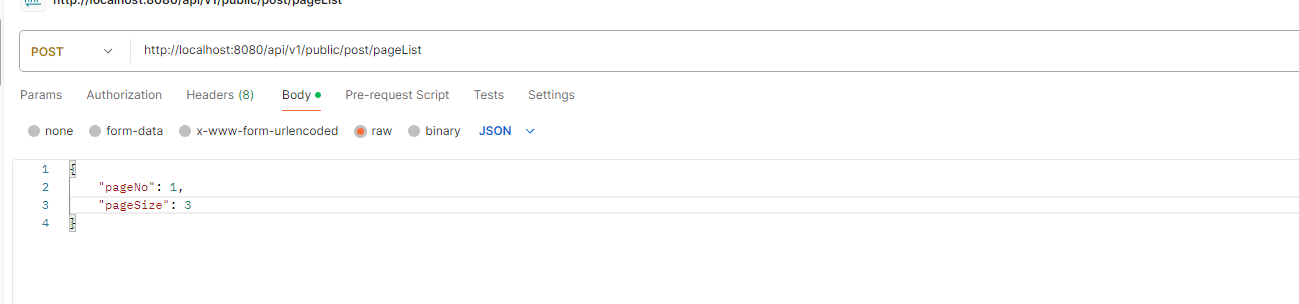 http://localhost:8080/api/v1/public/post/pageList
POST http://localhost:8080/api/v1/public/post/pageList
Params Authorization Headers (8) Body Pre-request Script Tests Settings
none form-data x-www-form-urlencoded raw binary JSON
1 {
2 "pageNo": 1,
3 "pageSize": 3
4 }